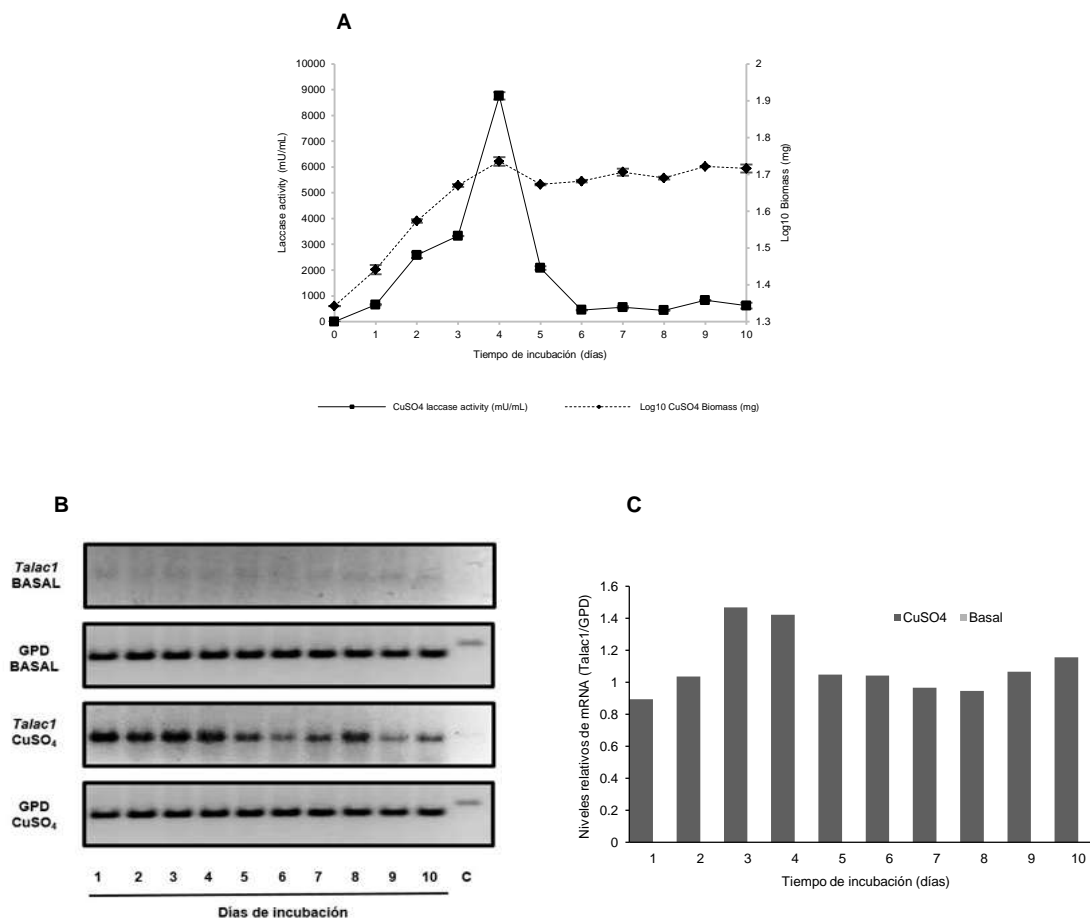 A
10000
9000
8000
7000
6000
5000
4000
3000
2000
1000
0
Laccase activity (mU/mL)
2
1.9
1.8
1.7
1.6
1.5
1.4
1.3
Log10 Biomass (mg)
0 1 2 3 4 5 6 7 8 9 10
Tiempo de incubación (días)
CuSO4 laccase activity (mU/mL) Log10 CuSO4 Biomass (mg)
B
Talac1
BASAL
GPD
BASAL
Talac1
CuSO₄
GPD
CuSO₄
1 2 3 4 5 6 7 8 9 10 C
Días de incubación
C
1.6
1.4
1.2
1
0.8
0.6
0.4
0.2
0
Niveles relativos de mRNA (Talac1/GPD)
CuSO4 Basal
1 2 3 4 5 6 7 8 9 10
Tiempo de incubación (días)